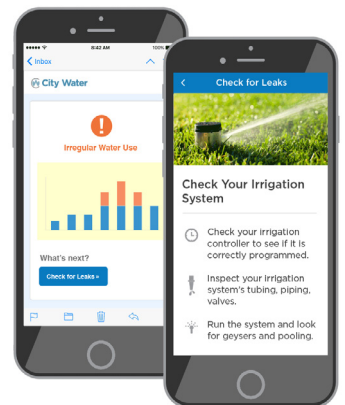 8:42 AM
100%
Inbox
City Water
!
Irregular Water Use
What's next?
Check for Leaks »
Check for Leaks
Check Your Irrigation
System
Check your irrigation
controller to see if it is
correctly programmed.
Inspect your irrigation
system's tubing, piping,
valves.
Run the system and look
for geysers and pooling.